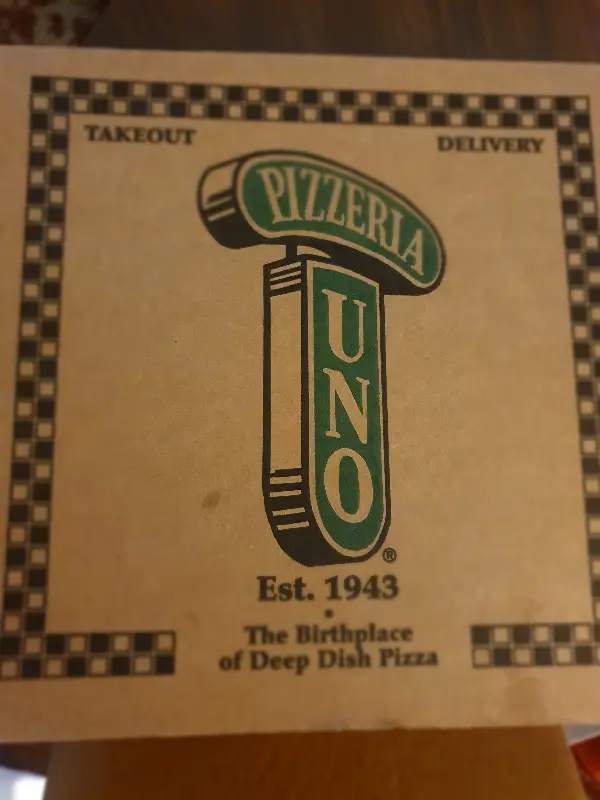 TAKEOUT
DELIVERY
PIZZERIA
UNO
®
Est. 1943
•
The Birthplace
of Deep Dish Pizza